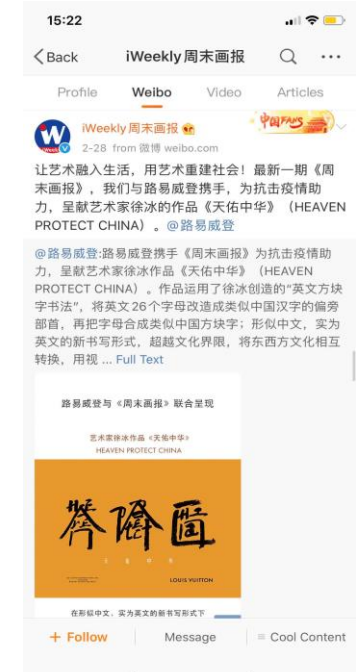 15:22
Back
iWeekly周末画报
Profile
Weibo
Video
Articles
iWeekly周末画报
2-28 from 微博 weibo.com
让艺术融入生活，用艺术重建社会！最新一期《周
末画报》，我们与路易威登携手，为抗击疫情助
力，呈献艺术家徐冰的作品《天佑中华》（HEAVEN
PROTECT CHINA）。@路易威登
@路易威登:路易威登携手《周末画报》为抗击疫情助
力，呈献艺术家徐冰作品《天佑中华》（HEAVEN
PROTECT CHINA）。作品运用了徐冰创造的“英文方块
字书法”，将英文26个字母改造成类似中国汉字的偏旁
部首，再把字母合成类似中国方块字；形似中文，实为
英文的新书写形式，超越文化界限，将东西方文化相互
转换，用视 ... Full Text
路易威登与《周末画报》联合呈现
艺术家徐冰作品《天佑中华》
HEAVEN PROTECT CHINA
LOUIS VUITTON
在形似中文、实为英文的新书写形式下
+ Follow
Message
Cool Content